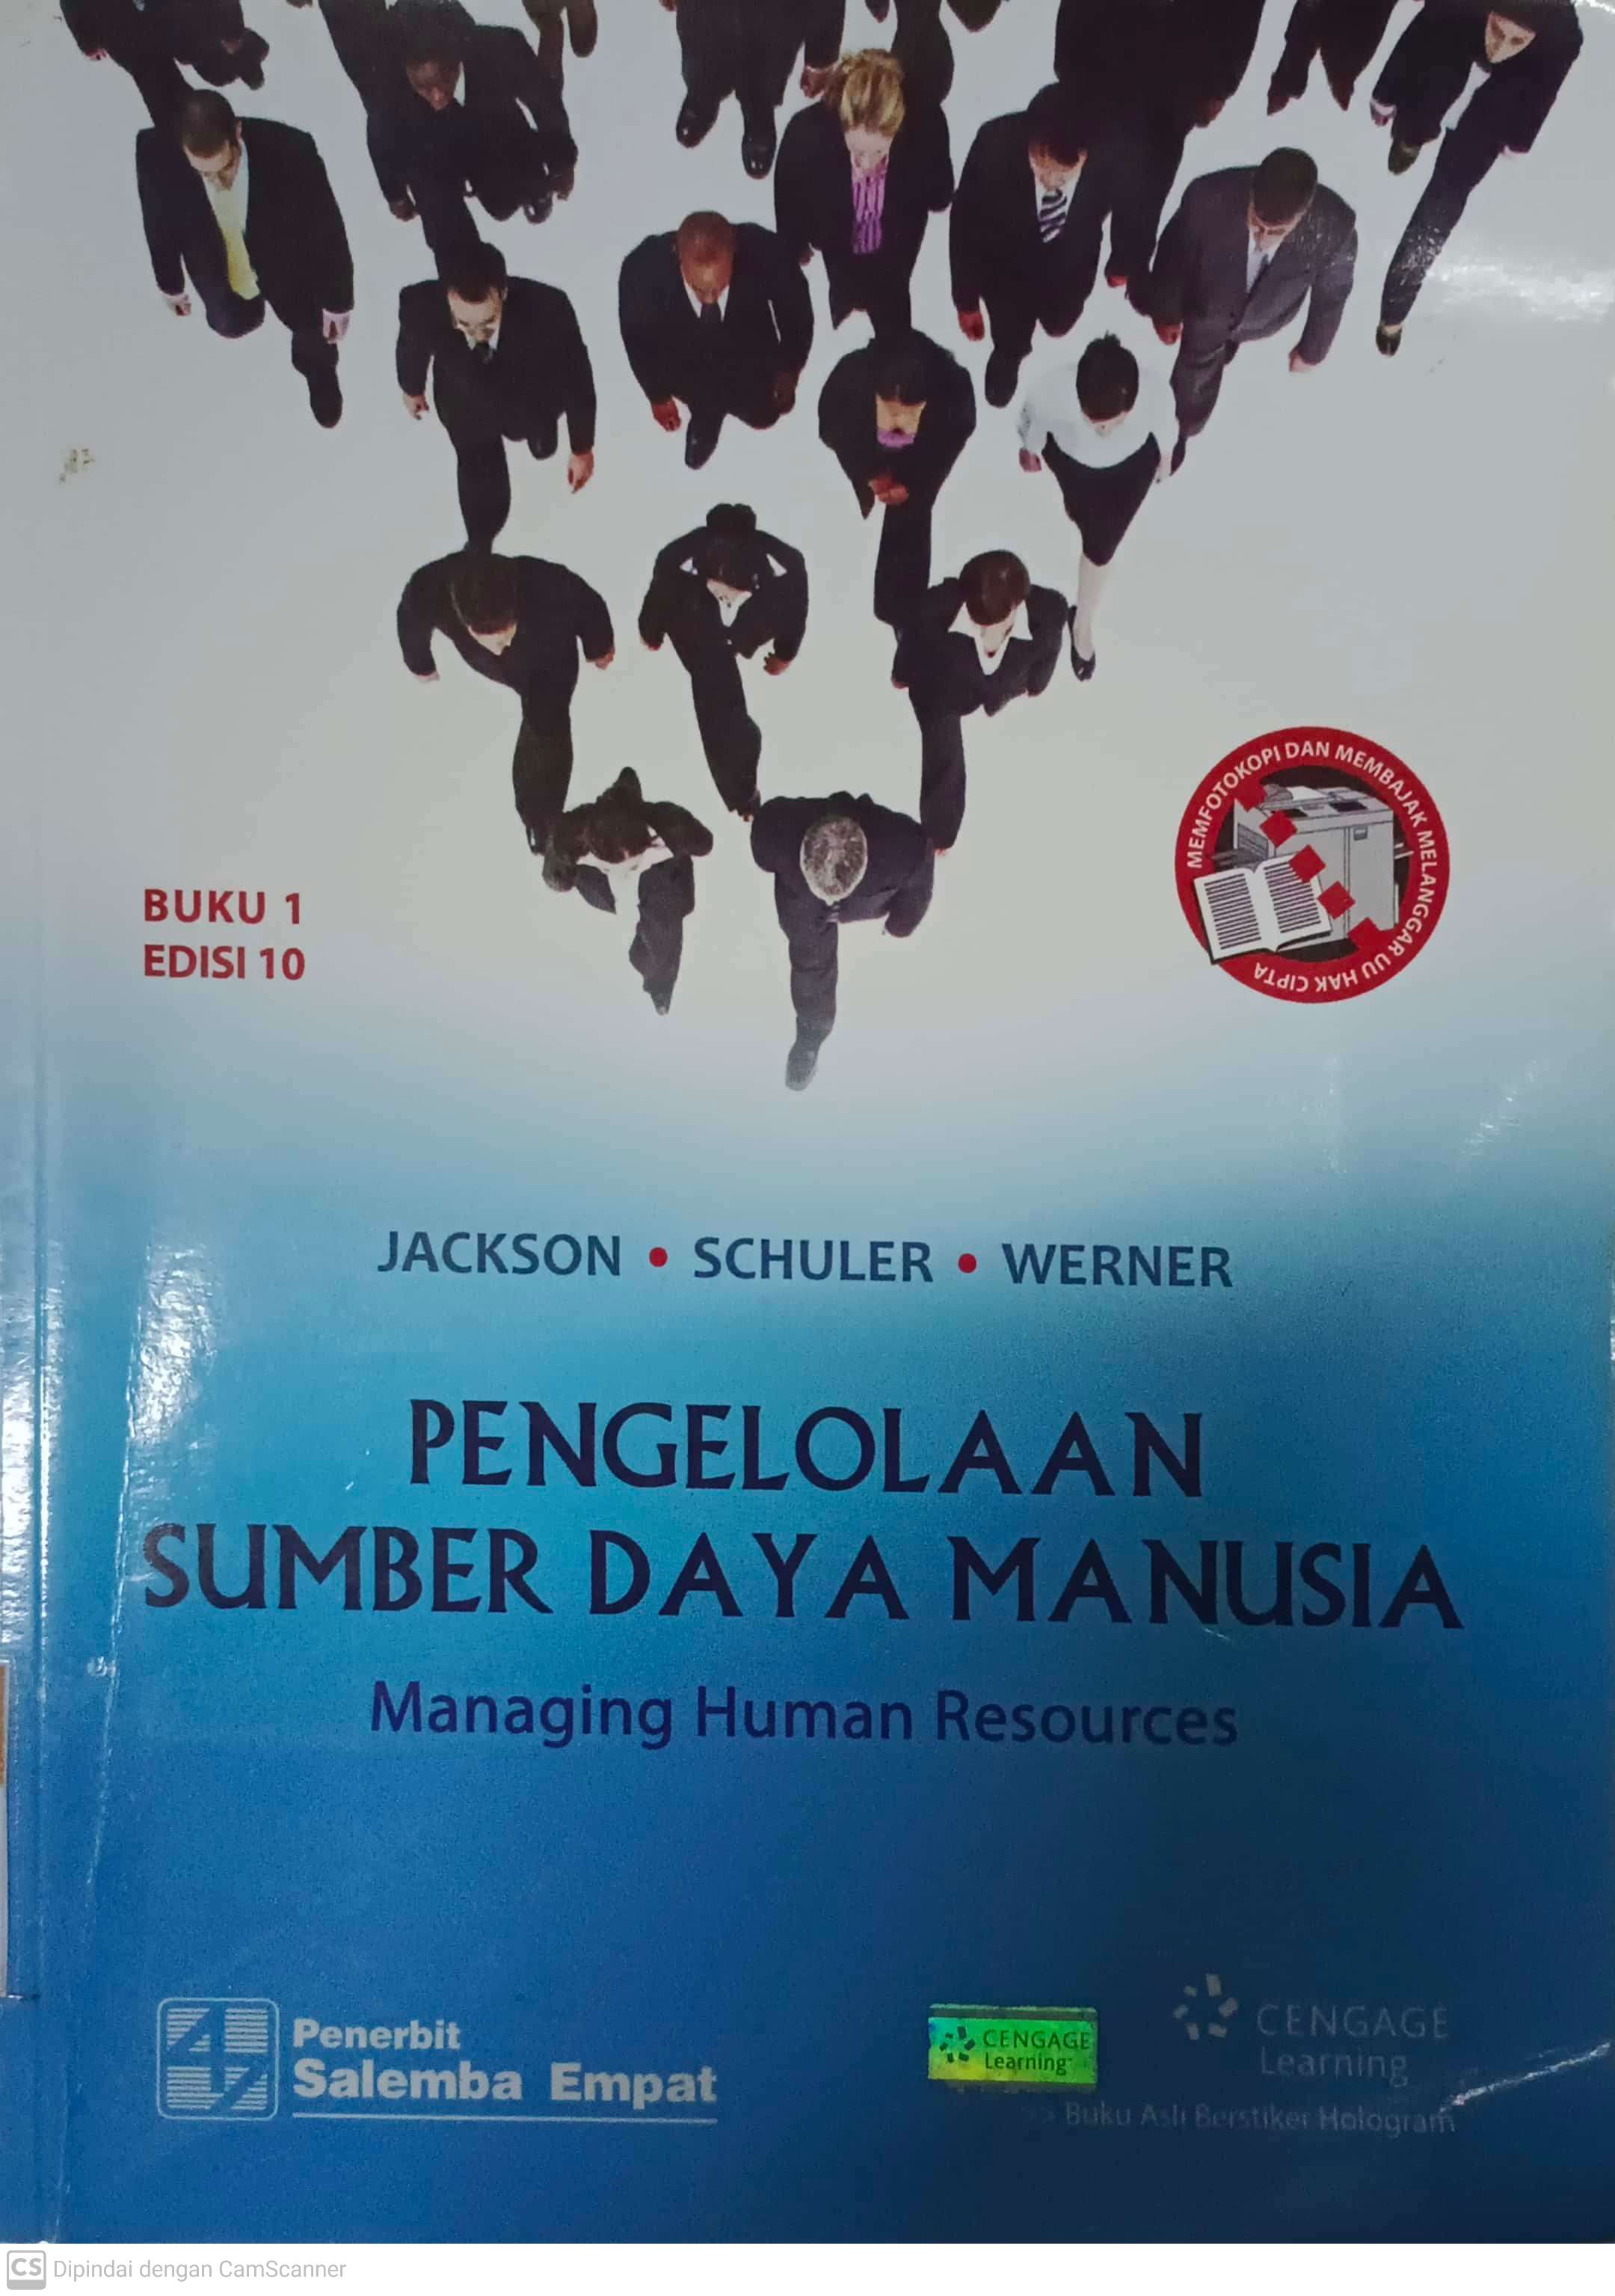 MEMFOTOKOPI DAN MEMBAJAK MELANGGAR UU HAK CIPTA
BUKU 1
EDISI 10
JACKSON • SCHULER • WERNER
PENGELOLAAN
SUMBER DAYA MANUSIA
Managing Human Resources
Penerbit
Salemba Empat
CENGAGE
Learning™
CENGAGE
Learning
Buku Asli Berstiker Hologram
CS Dipindai dengan CamScanner